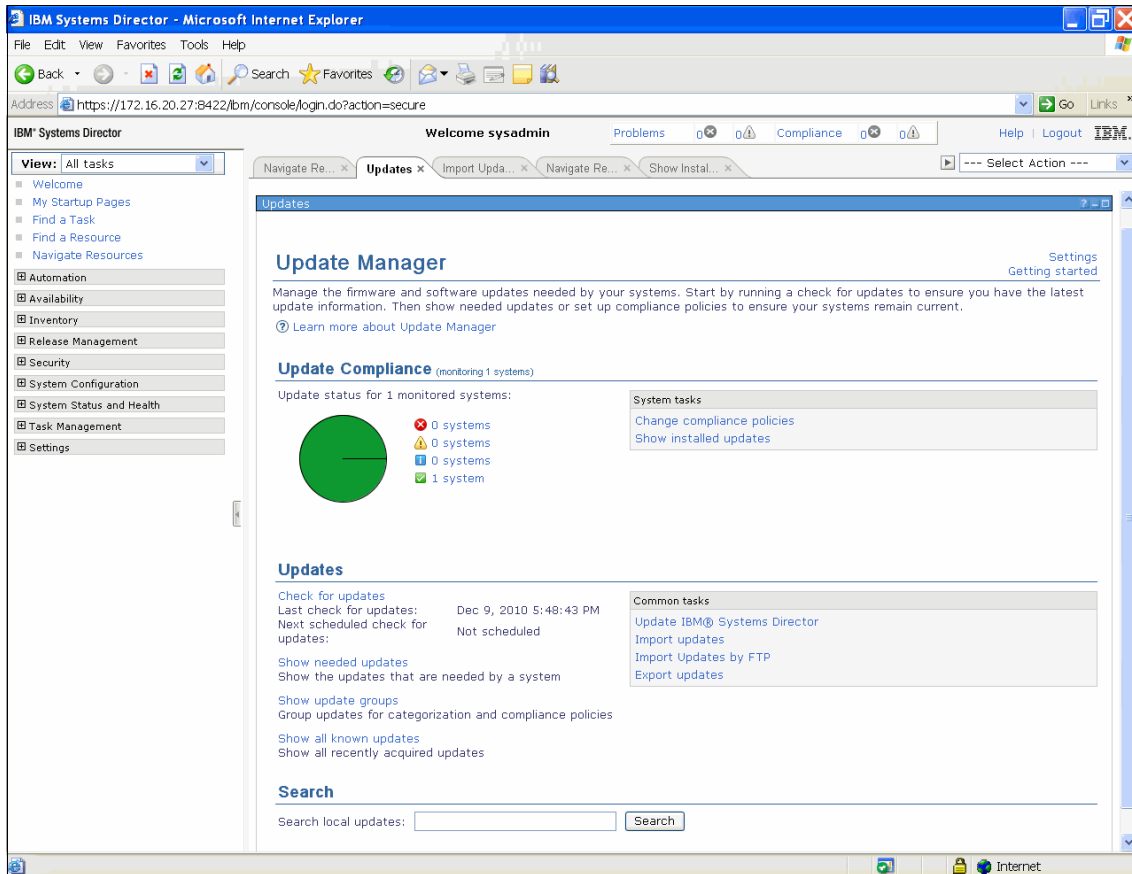 IBM Systems Director - Microsoft Internet Explorer
File Edit View Favorites Tools Help
Back Search Favorites
Address https://172.16.20.27:8422/ibm/console/login.do?action=secure Go Links »
IBM® Systems Director Welcome sysadmin Problems 0 0 Compliance 0 0 Help | Logout IBM.
View: All tasks
Welcome
My Startup Pages
Find a Task
Find a Resource
Navigate Resources
Automation
Availability
Inventory
Release Management
Security
System Configuration
System Status and Health
Task Management
Settings
Navigate Re... × Updates × Import Upda... × Navigate Re... × Show Instal... × --- Select Action ---
Updates
Update Manager
Settings
Getting started
Manage the firmware and software updates needed by your systems. Start by running a check for updates to ensure you have the latest
update information. Then show needed updates or set up compliance policies to ensure your systems remain current.
Learn more about Update Manager
Update Compliance (monitoring 1 systems)
Update status for 1 monitored systems:
0 systems
0 systems
0 systems
1 system
System tasks
Change compliance policies
Show installed updates
Updates
Check for updates
Last check for updates: Dec 9, 2010 5:48:43 PM
Next scheduled check for
updates: Not scheduled
Show needed updates
Show the updates that are needed by a system
Show update groups
Group updates for categorization and compliance policies
Show all known updates
Show all recently acquired updates
Common tasks
Update IBM® Systems Director
Import updates
Import Updates by FTP
Export updates
Search
Search local updates: Search
Internet